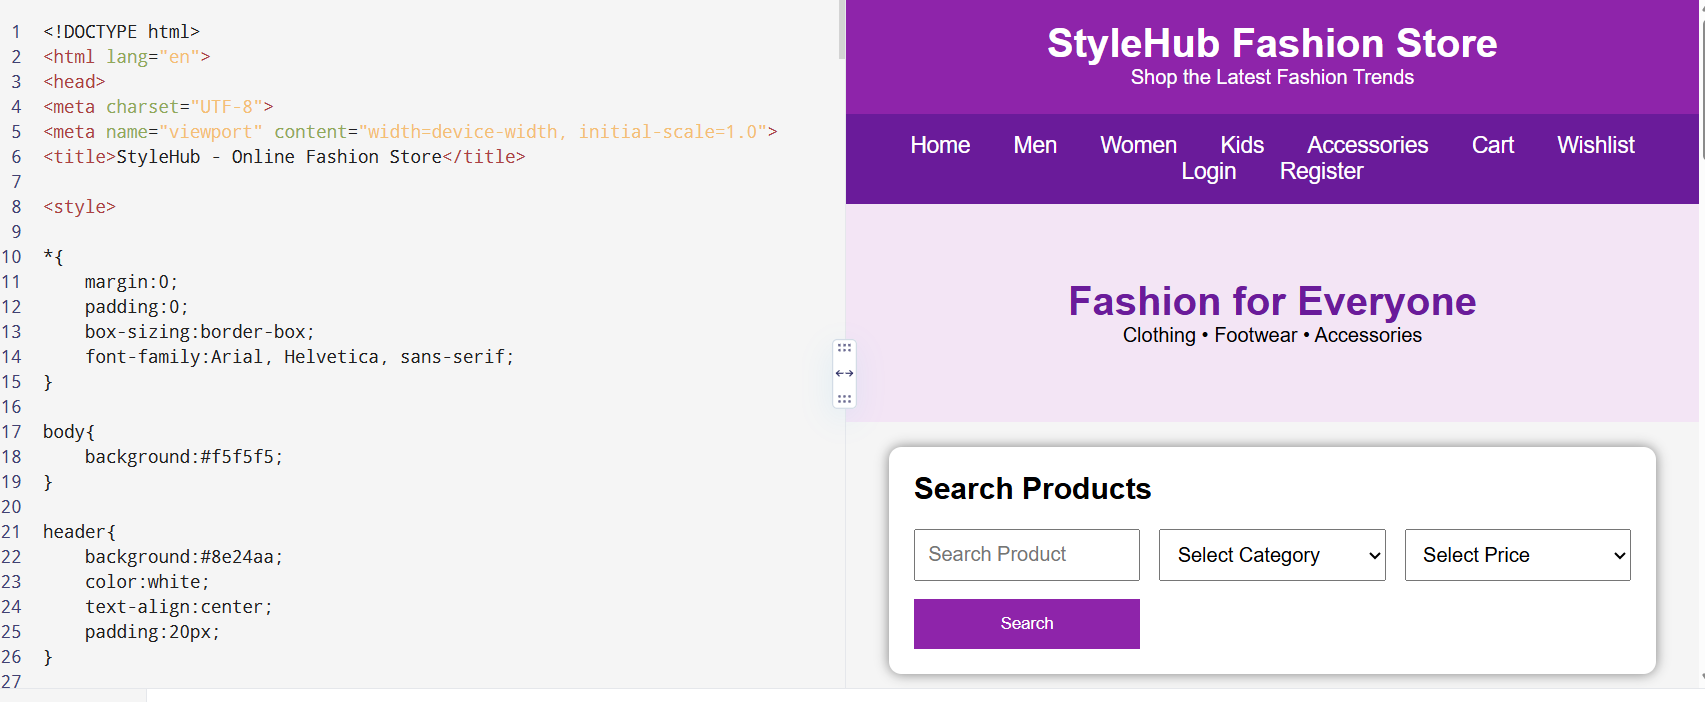 1 <!DOCTYPE html>
2 <html lang="en">
3 <head>
4 <meta charset="UTF-8">
5 <meta name="viewport" content="width=device-width, initial-scale=1.0">
6 <title>StyleHub - Online Fashion Store</title>
7
8 <style>
9
10 *{
11     margin:0;
12     padding:0;
13     box-sizing:border-box;
14     font-family:Arial, Helvetica, sans-serif;
15 }
16
17 body{
18     background:#f5f5f5;
19 }
20
21 header{
22     background:#8e24aa;
23     color:white;
24     text-align:center;
25     padding:20px;
26 }
27
StyleHub Fashion Store
Shop the Latest Fashion Trends
Home Men Women Kids Accessories Cart Wishlist
Login Register
Fashion for Everyone
Clothing • Footwear • Accessories
Search Products
Search Product Select Category Select Price
Search